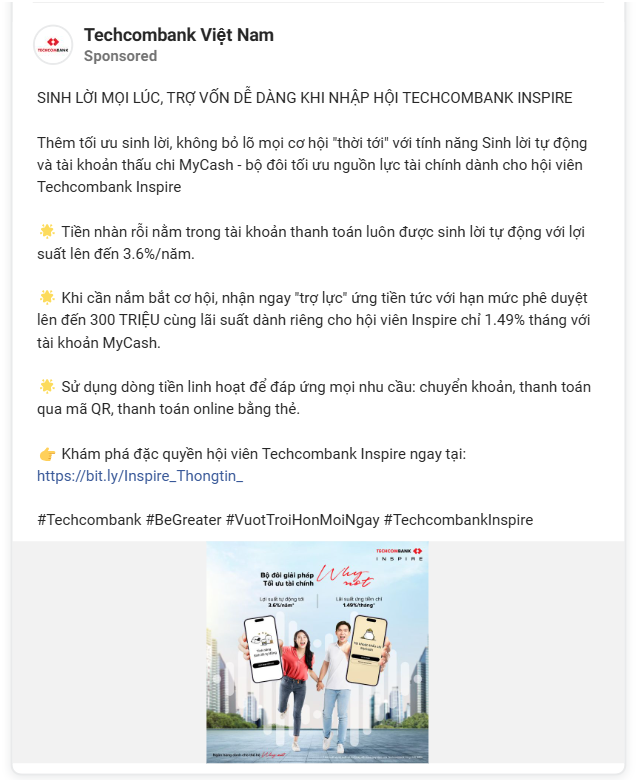 TECHCOMBANK
Techcombank Việt Nam
Sponsored
SINH LỜI MỌI LÚC, TRỢ VỐN DỄ DÀNG KHI NHẬP HỘI TECHCOMBANK INSPIRE
Thêm tối ưu sinh lời, không bỏ lỡ mọi cơ hội "thời tới" với tính năng Sinh lời tự động
và tài khoản thấu chi MyCash - bộ đôi tối ưu nguồn lực tài chính dành cho hội viên
Techcombank Inspire
🌟 Tiền nhàn rỗi nằm trong tài khoản thanh toán luôn được sinh lời tự động với lợi
suất lên đến 3.6%/năm.
🌟 Khi cần nắm bắt cơ hội, nhận ngay "trợ lực" ứng tiền tức với hạn mức phê duyệt
lên đến 300 TRIỆU cùng lãi suất dành riêng cho hội viên Inspire chỉ 1.49% tháng với
tài khoản MyCash.
🌟 Sử dụng dòng tiền linh hoạt để đáp ứng mọi nhu cầu: chuyển khoản, thanh toán
qua mã QR, thanh toán online bằng thẻ.
👉 Khám phá đặc quyền hội viên Techcombank Inspire ngay tại:
https://bit.ly/Inspire_Thongtin_
#Techcombank #BeGreater #VuotTroiHonMoiNgay #TechcombankInspire
TECHCOMBANK
INSPIRE
Bộ đôi giải pháp
Tối ưu tài chính
Why not
Lợi suất tự động tới
3.6%/năm*
Lãi suất ứng tiền chỉ
1.49%/tháng*